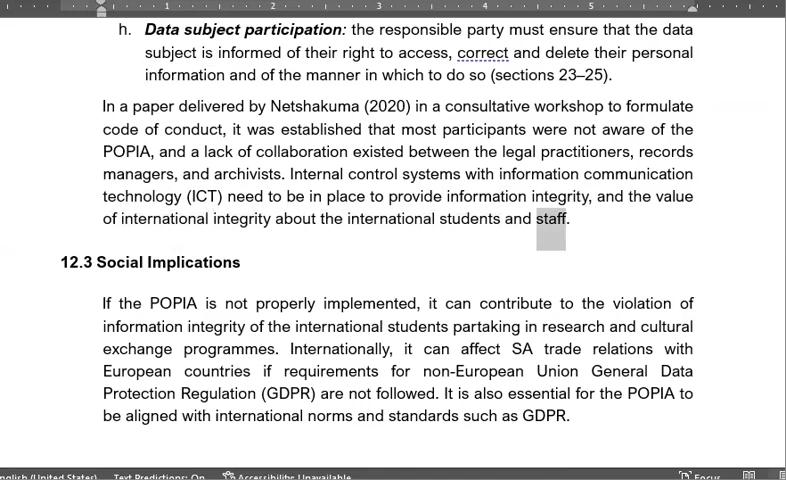 1 2 3 4 5
h. Data subject participation: the responsible party must ensure that the data
subject is informed of their right to access, correct and delete their personal
information and of the manner in which to do so (sections 23–25).
In a paper delivered by Netshakuma (2020) in a consultative workshop to formulate
code of conduct, it was established that most participants were not aware of the
POPIA, and a lack of collaboration existed between the legal practitioners, records
managers, and archivists. Internal control systems with information communication
technology (ICT) need to be in place to provide information integrity, and the value
of international integrity about the international students and staff.
12.3 Social Implications
If the POPIA is not properly implemented, it can contribute to the violation of
information integrity of the international students partaking in research and cultural
exchange programmes. Internationally, it can affect SA trade relations with
European countries if requirements for non-European Union General Data
Protection Regulation (GDPR) are not followed. It is also essential for the POPIA to
be aligned with international norms and standards such as GDPR.
nglish (United States) Text Predictions: On Accessibility: Unavailable Focus